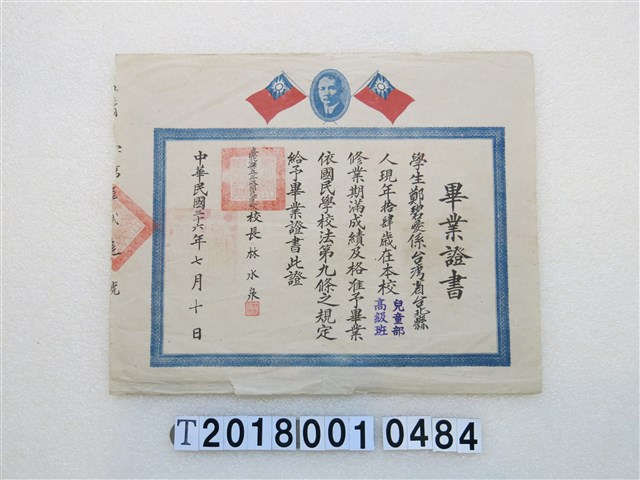 畢業證書
學生鄭碧愛係台灣省台北縣
人現年拾肆歲在本校兒童部高級班
修業期滿成績及格准予畢業
依國民學校法第九條之規定
給予畢業證書此證
校長林水泉
中華民國三十六年七月十日
號
T2018 001 0484